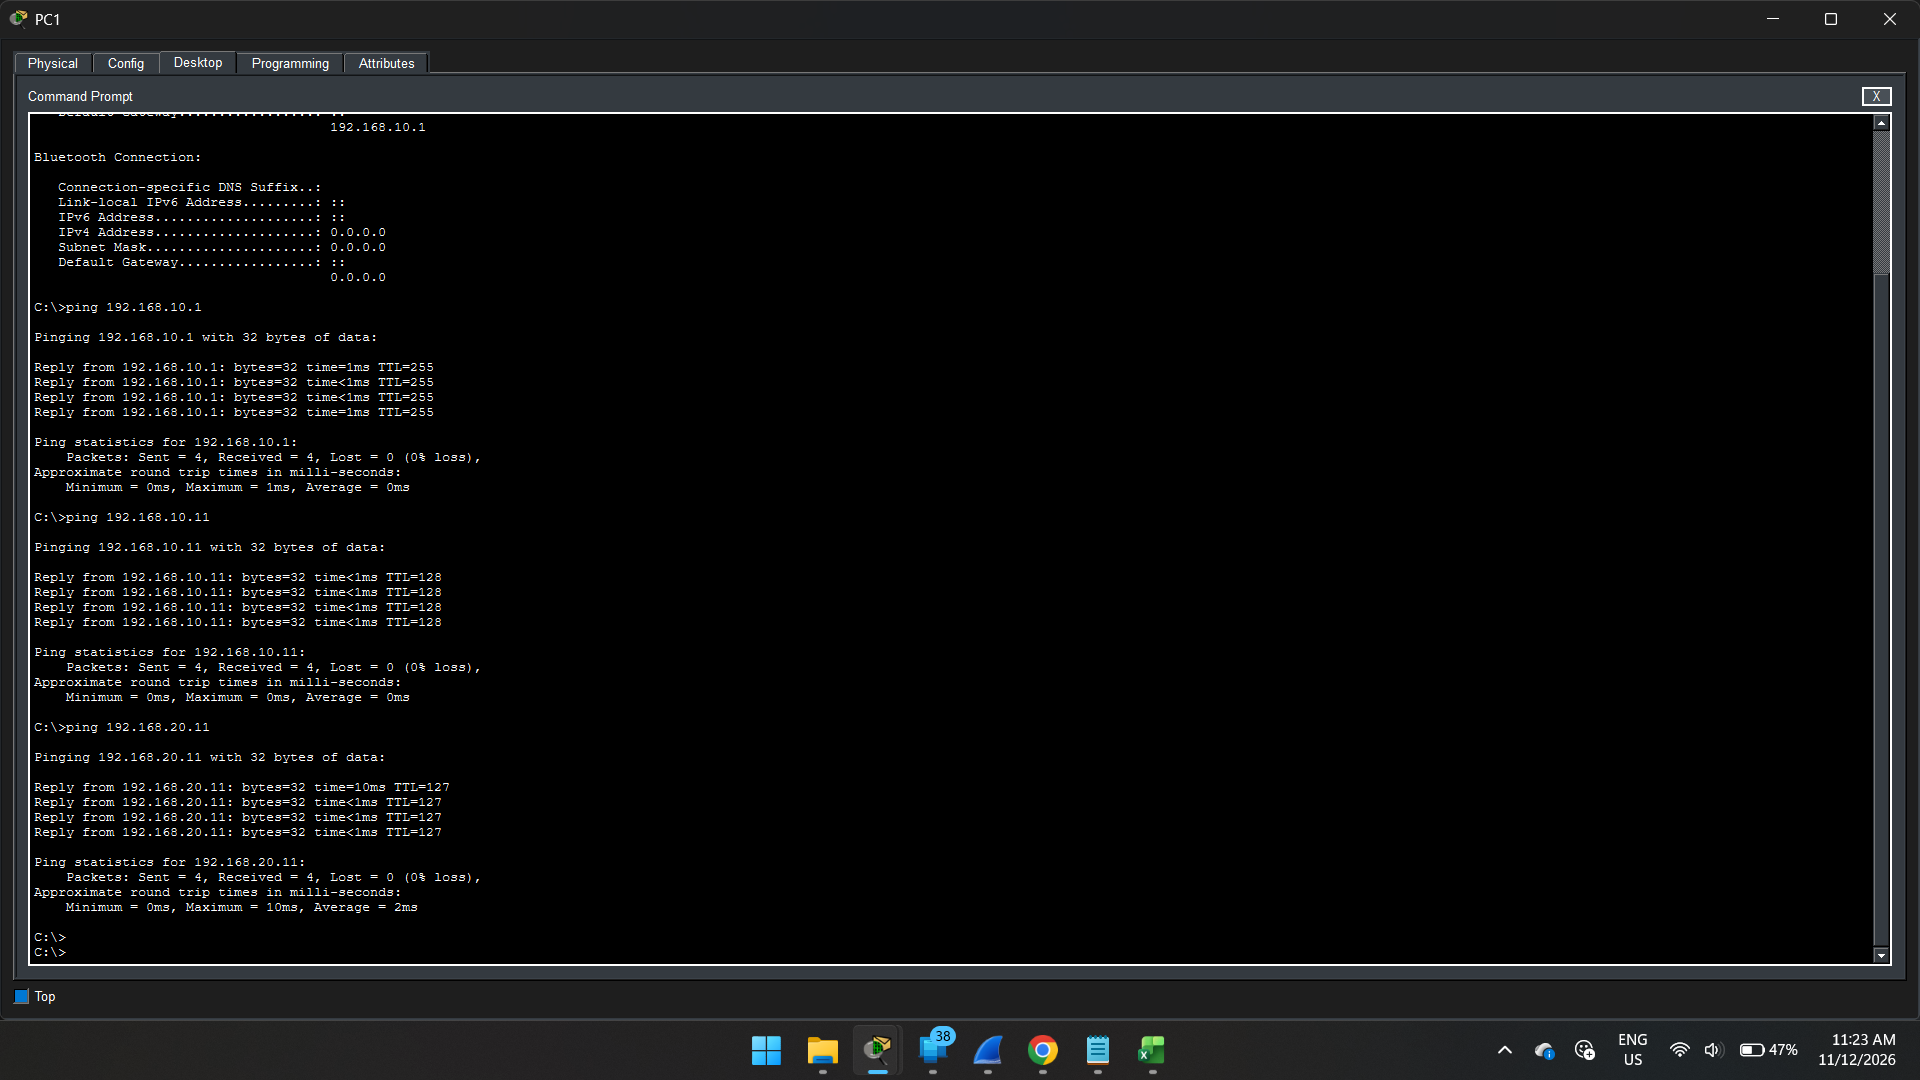 PC1
Physical Config Desktop Programming Attributes
Command Prompt
X
Default Gateway.................: ::
                                     192.168.10.1
Bluetooth Connection:
   Connection-specific DNS Suffix..:
   Link-local IPv6 Address.........: ::
   IPv6 Address....................: ::
   IPv4 Address....................: 0.0.0.0
   Subnet Mask.....................: 0.0.0.0
   Default Gateway.................: ::
                                     0.0.0.0
C:\>ping 192.168.10.1
Pinging 192.168.10.1 with 32 bytes of data:
Reply from 192.168.10.1: bytes=32 time=1ms TTL=255
Reply from 192.168.10.1: bytes=32 time<1ms TTL=255
Reply from 192.168.10.1: bytes=32 time<1ms TTL=255
Reply from 192.168.10.1: bytes=32 time=1ms TTL=255
Ping statistics for 192.168.10.1:
    Packets: Sent = 4, Received = 4, Lost = 0 (0% loss),
Approximate round trip times in milli-seconds:
    Minimum = 0ms, Maximum = 1ms, Average = 0ms
C:\>ping 192.168.10.11
Pinging 192.168.10.11 with 32 bytes of data:
Reply from 192.168.10.11: bytes=32 time<1ms TTL=128
Reply from 192.168.10.11: bytes=32 time<1ms TTL=128
Reply from 192.168.10.11: bytes=32 time<1ms TTL=128
Reply from 192.168.10.11: bytes=32 time<1ms TTL=128
Ping statistics for 192.168.10.11:
    Packets: Sent = 4, Received = 4, Lost = 0 (0% loss),
Approximate round trip times in milli-seconds:
    Minimum = 0ms, Maximum = 0ms, Average = 0ms
C:\>ping 192.168.20.11
Pinging 192.168.20.11 with 32 bytes of data:
Reply from 192.168.20.11: bytes=32 time=10ms TTL=127
Reply from 192.168.20.11: bytes=32 time<1ms TTL=127
Reply from 192.168.20.11: bytes=32 time<1ms TTL=127
Reply from 192.168.20.11: bytes=32 time<1ms TTL=127
Ping statistics for 192.168.20.11:
    Packets: Sent = 4, Received = 4, Lost = 0 (0% loss),
Approximate round trip times in milli-seconds:
    Minimum = 0ms, Maximum = 10ms, Average = 2ms
C:\>
C:\>
Top
38
ENG
US
47%
11:23 AM
11/12/2026